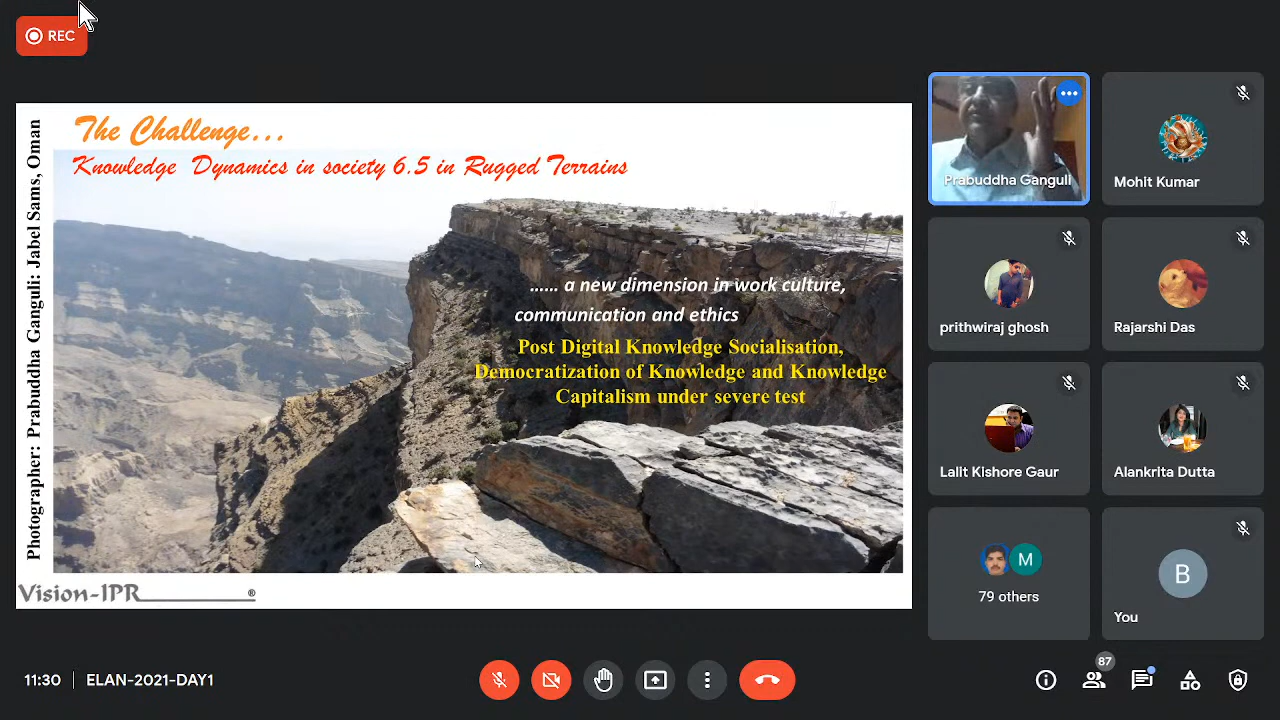 REC
The Challenge...
Knowledge Dynamics in society 6.5 in Rugged Terrains
Photographer: Prabuddha Ganguli: Jabel Sams, Oman
...... a new dimension in work culture,
communication and ethics
Post Digital Knowledge Socialisation,
Democratization of Knowledge and Knowledge
Capitalism under severe test
Vision-IPR ®
Prabuddha Ganguli
Mohit Kumar
prithwiraj ghosh
Rajarshi Das
Lalit Kishore Gaur
Alankrita Dutta
M
79 others
B
You
11:30 | ELAN-2021-DAY1
87